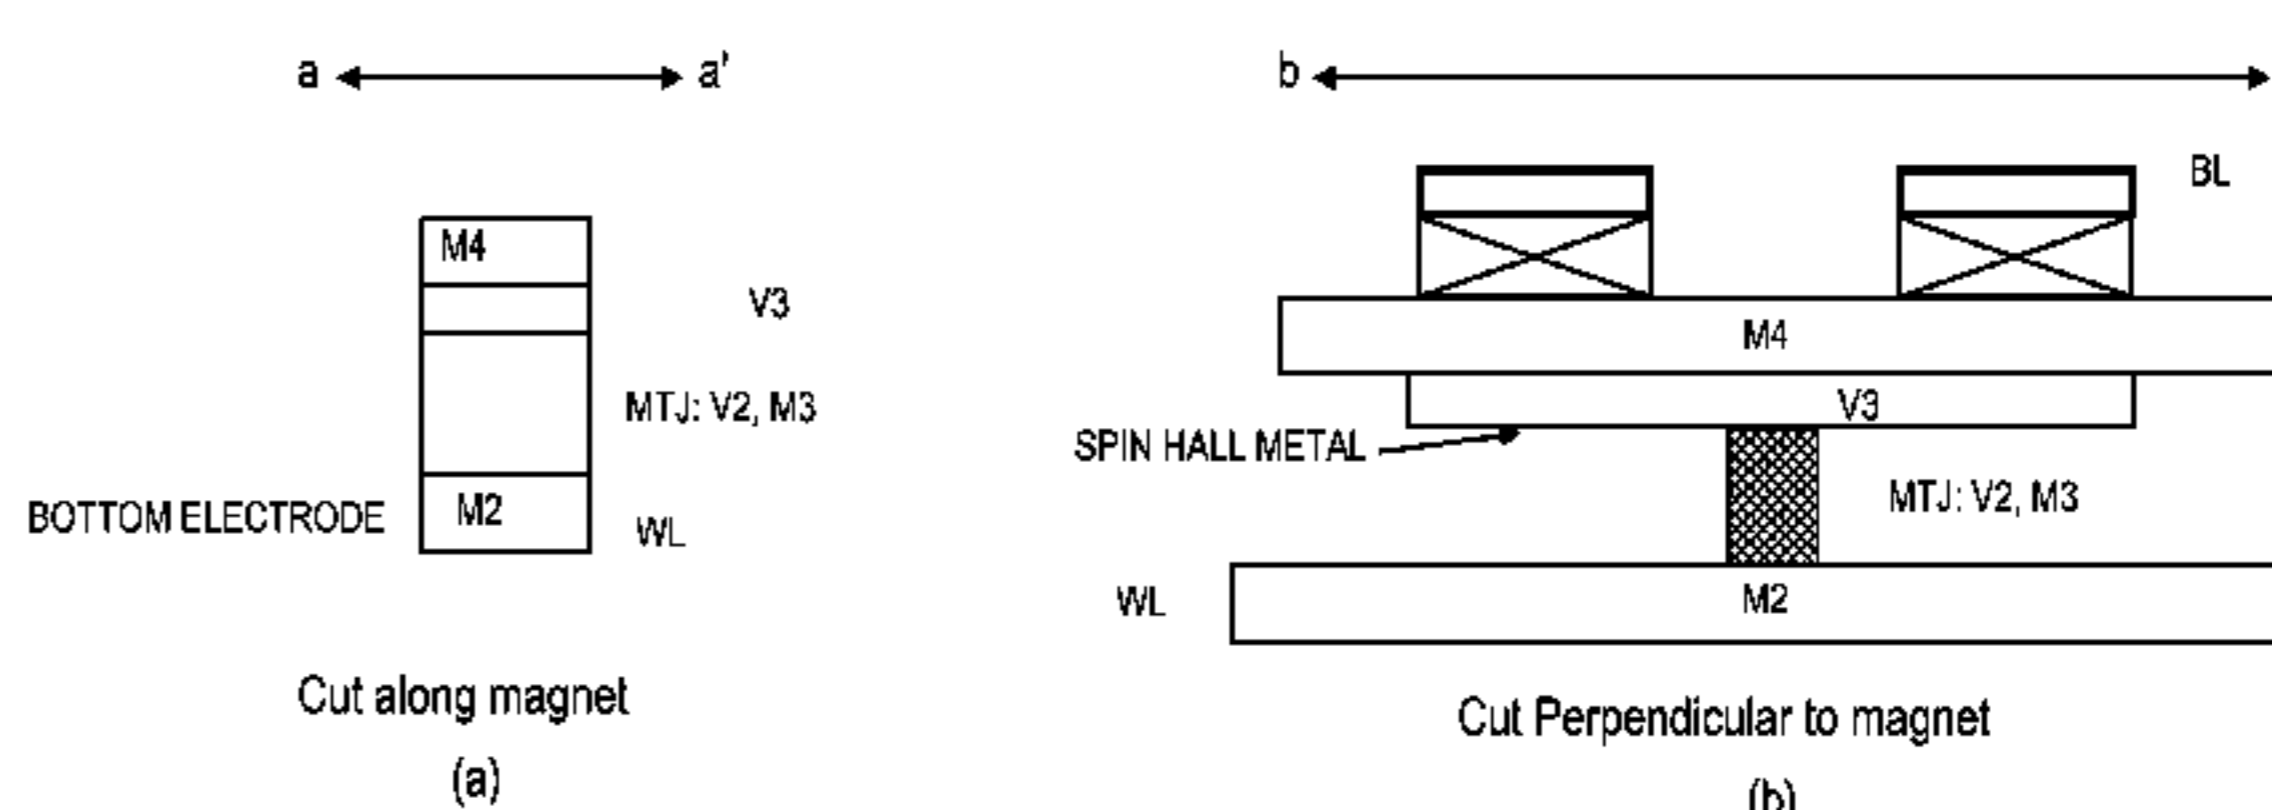 a a'
M4
V3
MTJ: V2, M3
BOTTOM ELECTRODE M2 WL
Cut along magnet
(a)
b
BL
M4
V3
SPIN HALL METAL
MTJ: V2, M3
WL M2
Cut Perpendicular to magnet
(b)